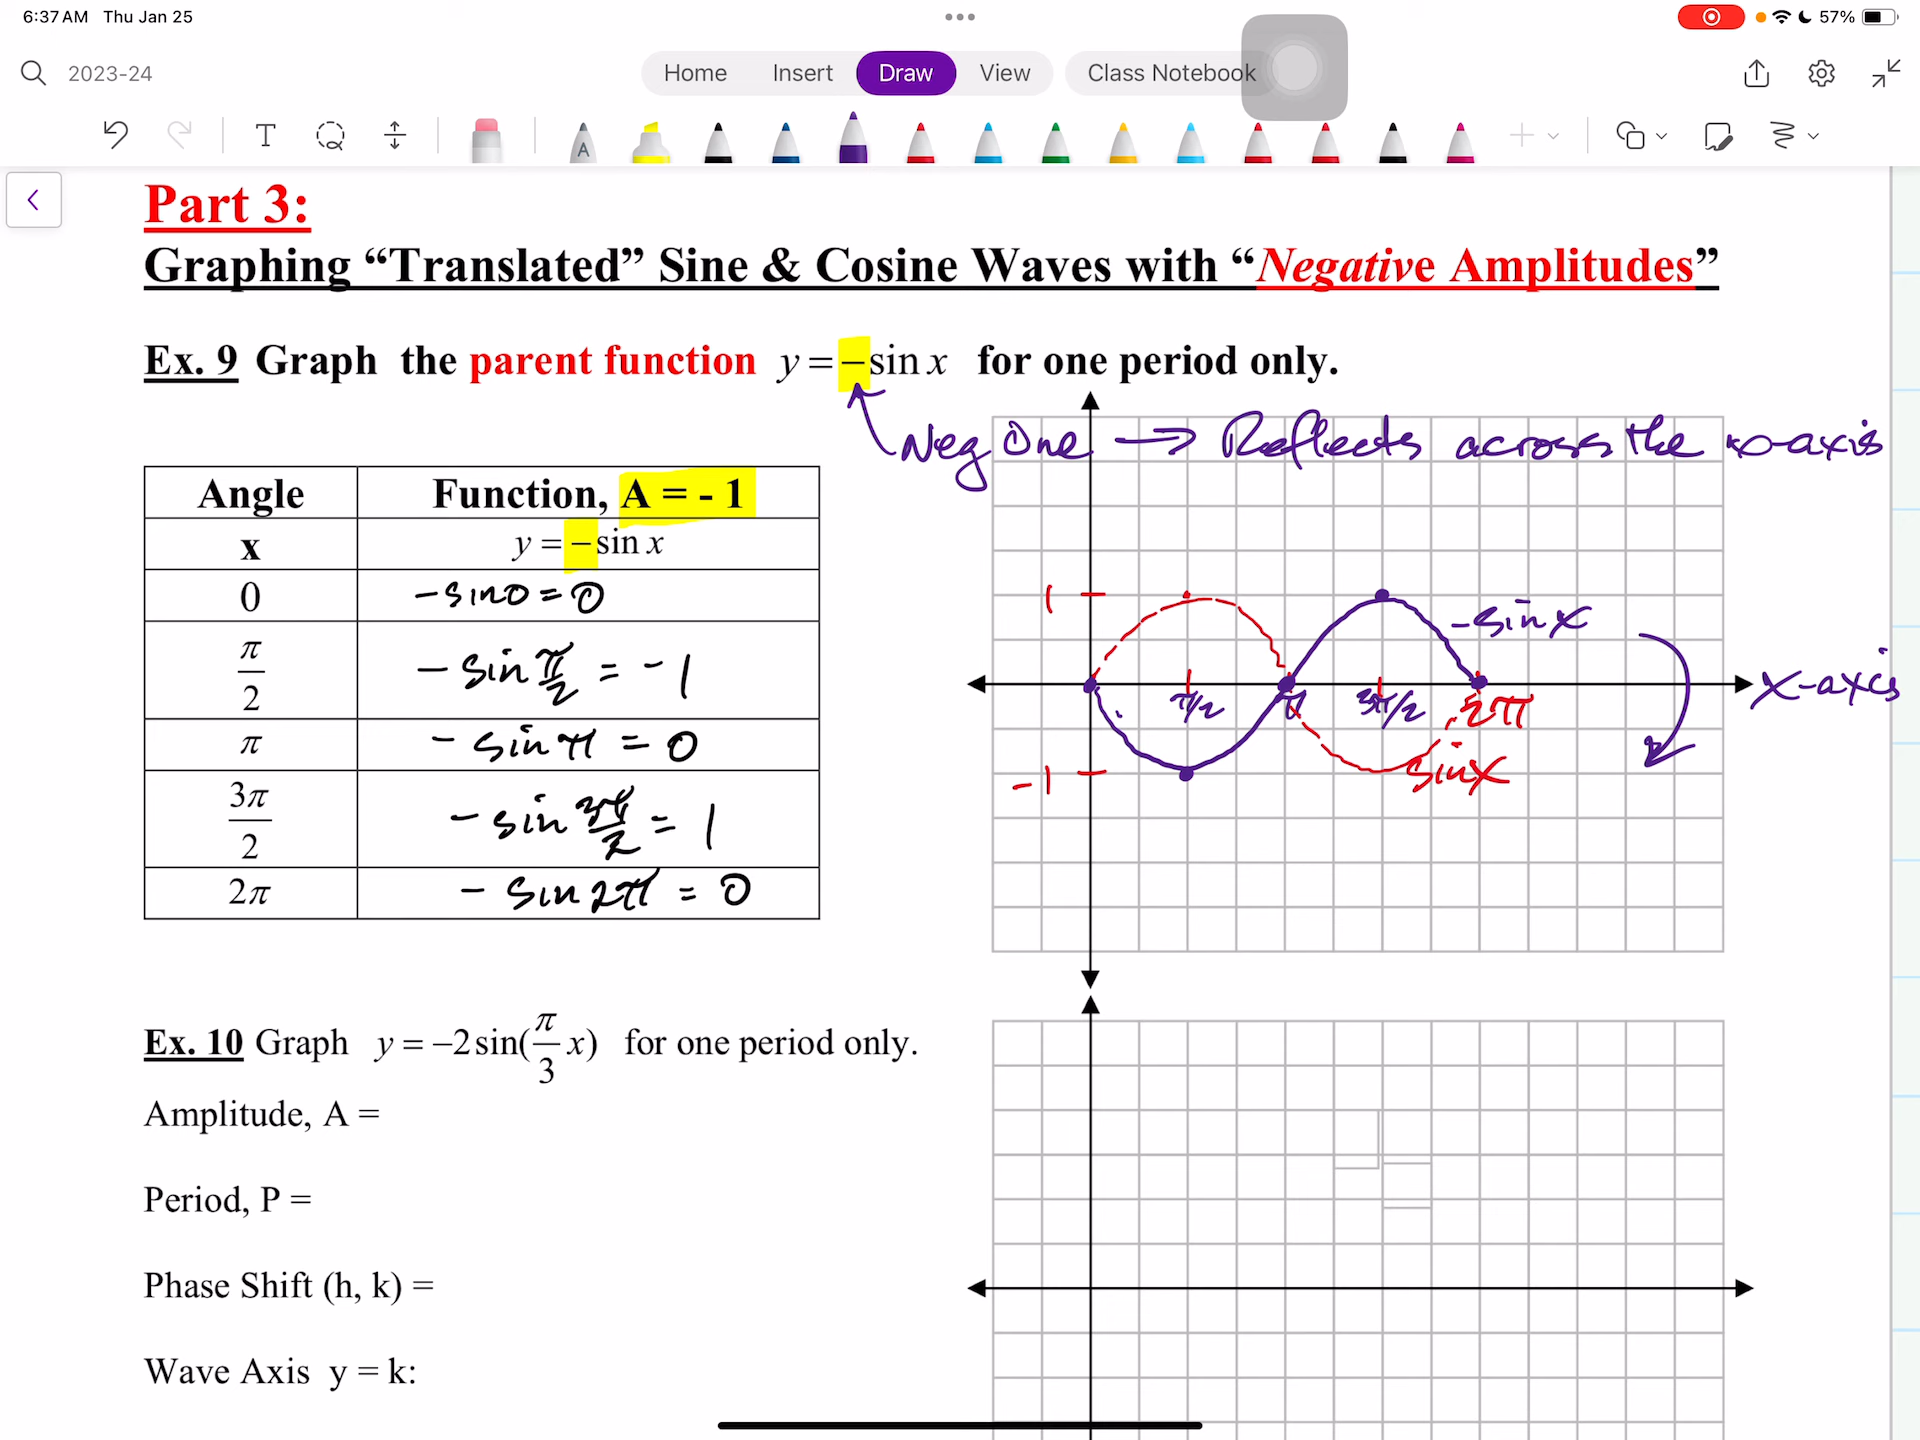 6:37 AM Thu Jan 25
57%
2023-24
Home Insert Draw View Class Notebook
T
A
Part 3:
Graphing “Translated” Sine & Cosine Waves with “Negative Amplitudes”
Ex. 9 Graph the parent function y = −sin x for one period only.
Neg One → Reflects across the x-axis
Angle Function, A = - 1
x y = −sin x
0 -sin0 = 0
π/2 - sin π/2 = -1
π - sin π = 0
3π/2 - sin 3π/2 = 1
2π - sin 2π = 0
1
-sinx
x-axis
π/2 π 3π/2 2π
-1
sinx
Ex. 10 Graph y = −2sin(π/3 x) for one period only.
Amplitude, A =
Period, P =
Phase Shift (h, k) =
Wave Axis y = k: